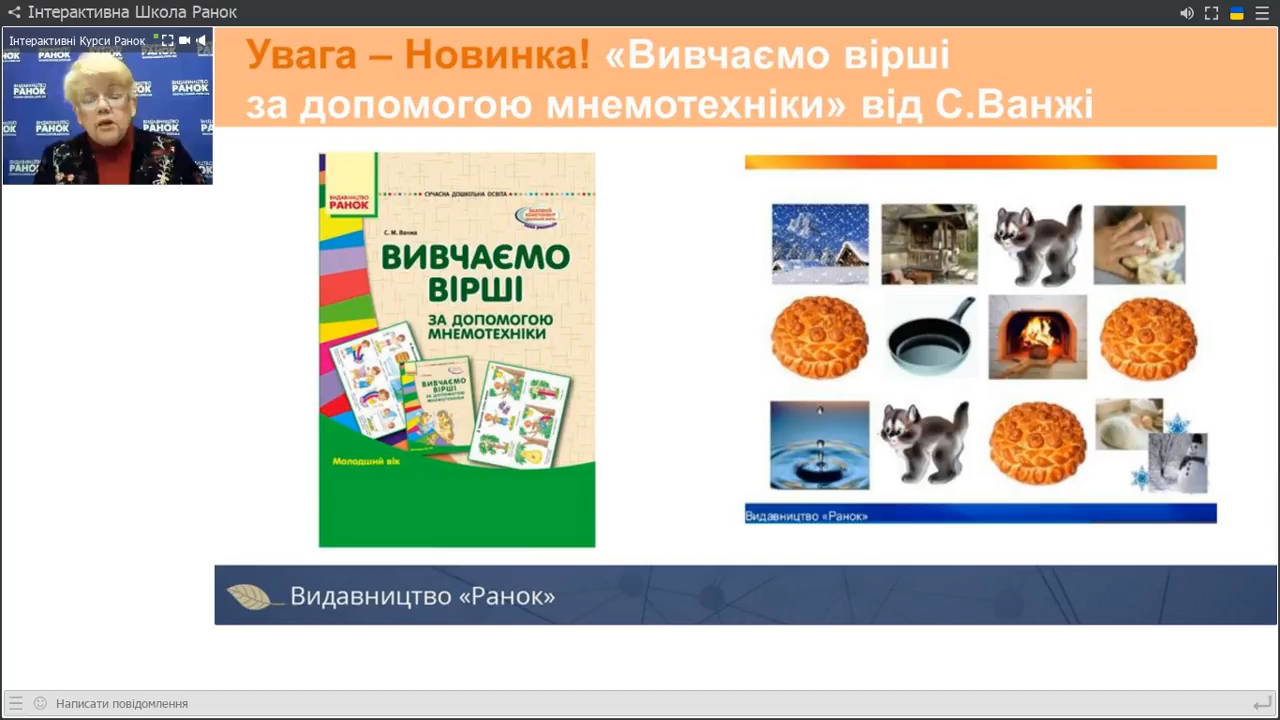 Інтерактивна Школа Ранок
Інтерактивні Курси Ранок
Увага – Новинка! «Вивчаємо вірші
за допомогою мнемотехніки» від С.Ванжі
ВИДАВНИЦТВО
РАНОК
СУЧАСНА ДОШКІЛЬНА ОСВІТА
С. М. Ванжа
ВИВЧАЄМО
ВІРШІ
ЗА ДОПОМОГОЮ
МНЕМОТЕХНІКИ
ВИВЧАЄМО
ВІРШІ
ЗА ДОПОМОГОЮ
МНЕМОТЕХНІКИ
Молодший вік
Видавництво «Ранок»
Видавництво «Ранок»
Написати повідомлення